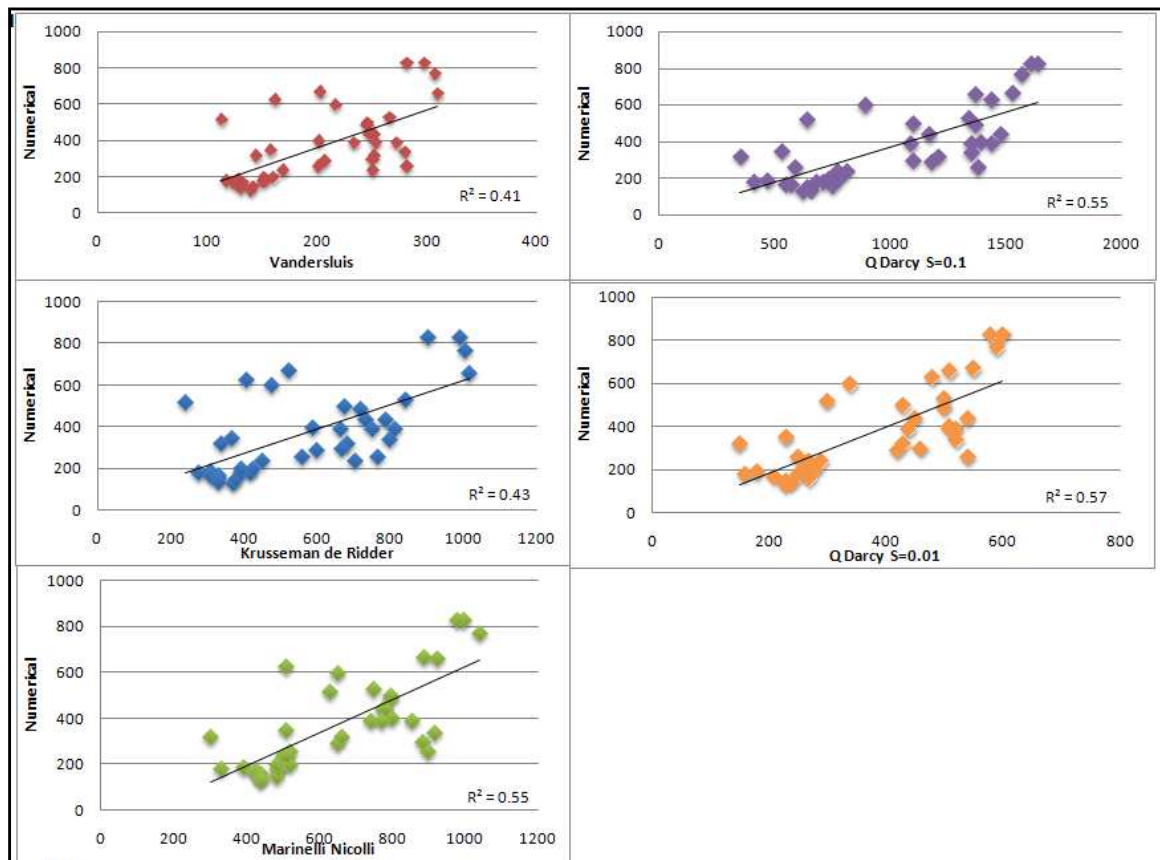 1000
800
600
400
200
0
Numerical
R² = 0.41
0 100 200 300 400
Vandersluis
1000
800
600
400
200
0
Numerical
R² = 0.55
0 500 1000 1500 2000
Q Darcy S=0.1
1000
800
600
400
200
0
Numerical
R² = 0.43
0 200 400 600 800 1000 1200
Krusseman de Ridder
1000
800
600
400
200
0
Numerical
R² = 0.57
0 200 400 600 800
Q Darcy S=0.01
1000
800
600
400
200
0
Numerical
R² = 0.55
0 200 400 600 800 1000 1200
Marinelli Nicolli